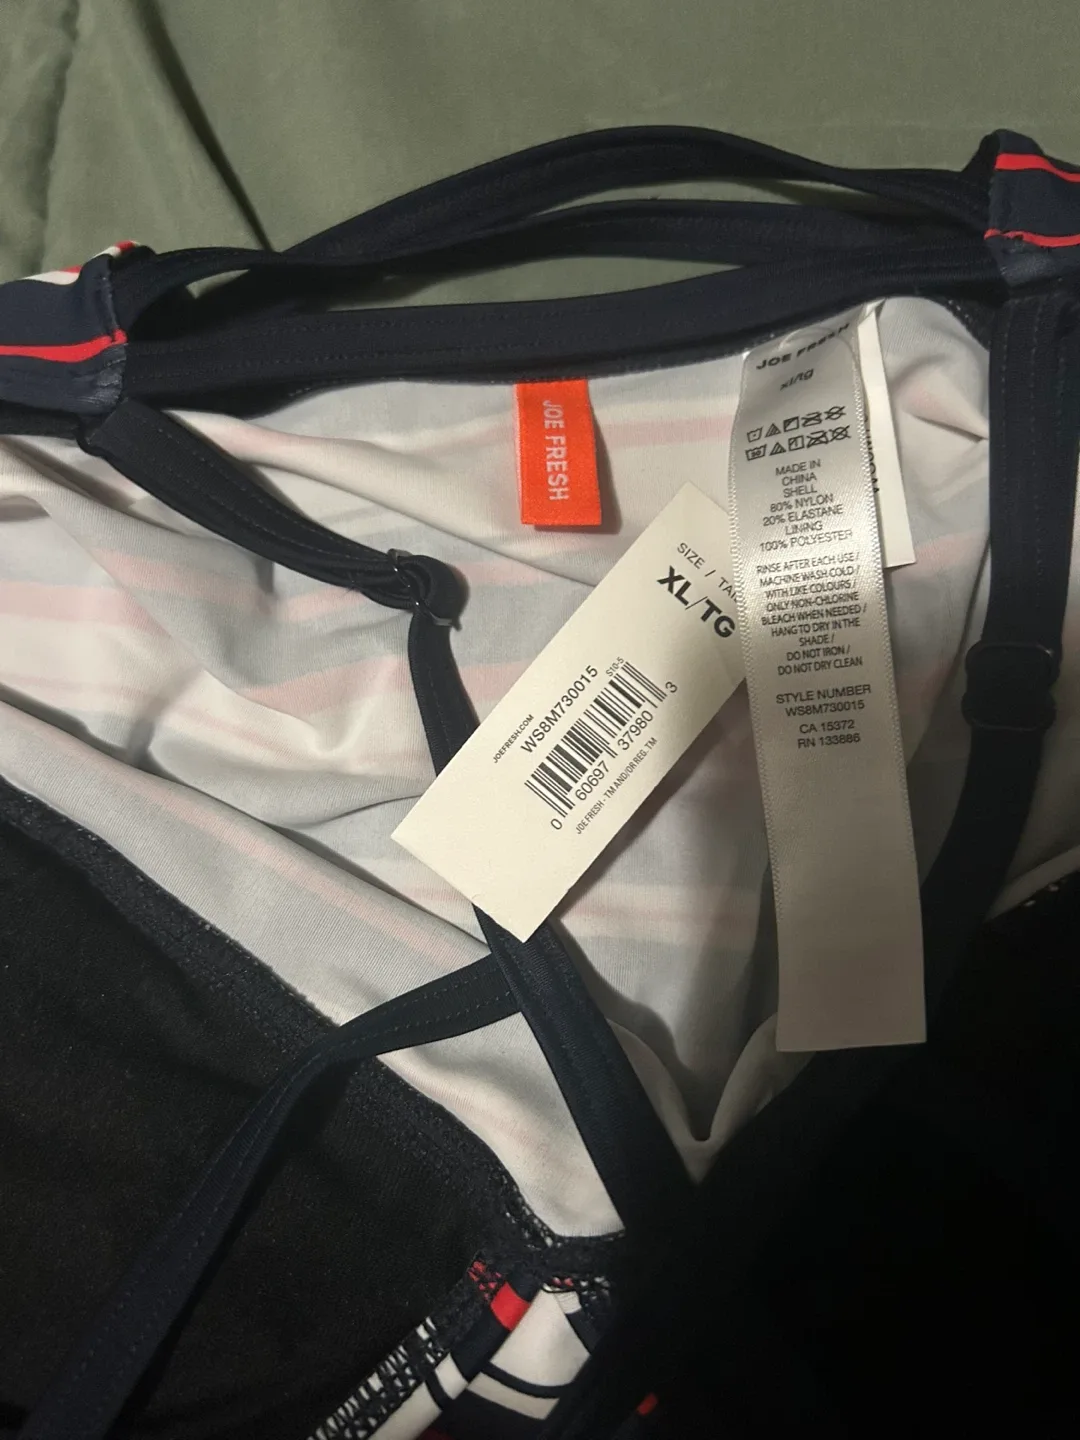 JOE FRESH
SIZE / TAI
XL/TG
JOEFRESH.COM
WS8M730015
S10-5
0 60697 37980 3
JOE FRESH - TM AND/OR REG. TM
JOE FRESH
xl/tg
MADE IN
CHINA
SHELL
80% NYLON
20% ELASTANE
LINING
100% POLYESTER
RINSE AFTER EACH USE /
MACHINE WASH COLD /
WITH LIKE COLOURS /
ONLY NON-CHLORINE
BLEACH WHEN NEEDED /
HANG TO DRY IN THE
SHADE /
DO NOT IRON /
DO NOT DRY CLEAN
STYLE NUMBER
WS8M730015
CA 15372
RN 133886